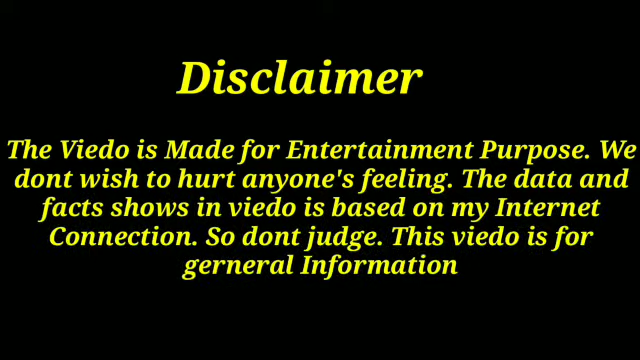 Disclaimer
The Viedo is Made for Entertainment Purpose. We
dont wish to hurt anyone's feeling. The data and
facts shows in viedo is based on my Internet
Connection. So dont judge. This viedo is for
gerneral Information